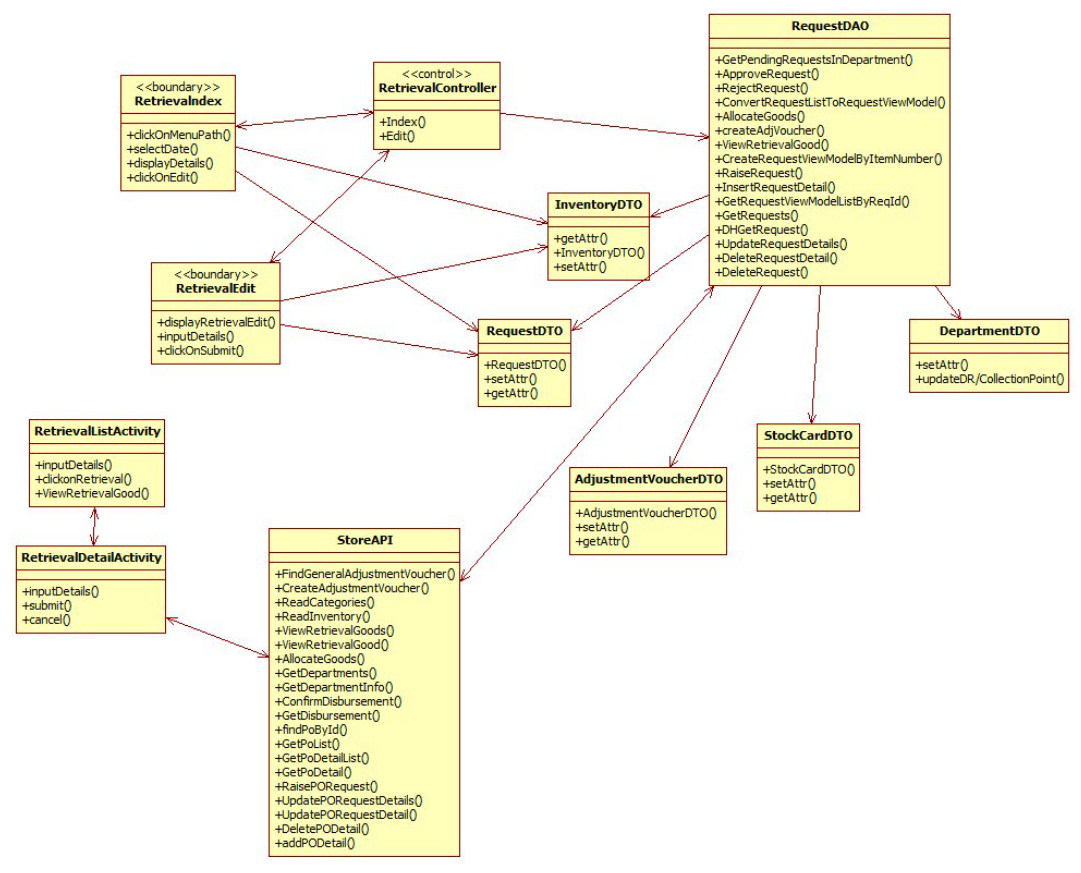 RequestDAO
+GetPendingRequestsInDepartment()
+ApproveRequest()
+RejectRequest()
+ConvertRequestListToRequestViewModel()
+AllocateGoods()
+createAdjVoucher()
+ViewRetrievalGood()
+CreateRequestViewModelByItemNumber()
+RaiseRequest()
+InsertRequestDetail()
+GetRequestViewModelListByReqId()
+GetRequests()
+DHGetRequest()
+UpdateRequestDetails()
+DeleteRequestDetail()
+DeleteRequest()
<<boundary>>
RetrievalIndex
+clickOnMenuPath()
+selectDate()
+displayDetails()
+clickOnEdit()
<<control>>
RetrievalController
+Index()
+Edit()
InventoryDTO
+getAttr()
+InventoryDTO()
+setAttr()
<<boundary>>
RetrievalEdit
+displayRetrievalEdit()
+inputDetails()
+clickOnSubmit()
RequestDTO
+RequestDTO()
+setAttr()
+getAttr()
DepartmentDTO
+setAttr()
+updateDR/CollectionPoint()
RetrievalListActivity
+inputDetails()
+clickonRetrieval()
+ViewRetrievalGood()
StockCardDTO
+StockCardDTO()
+setAttr()
+getAttr()
AdjustmentVoucherDTO
+AdjustmentVoucherDTO()
+setAttr()
+getAttr()
RetrievalDetailActivity
+inputDetails()
+submit()
+cancel()
StoreAPI
+FindGeneralAdjustmentVoucher()
+CreateAdjustmentVoucher()
+ReadCategories()
+ReadInventory()
+ViewRetrievalGoods()
+ViewRetrievalGood()
+AllocateGoods()
+GetDepartments()
+GetDepartmentInfo()
+ConfirmDisbursement()
+GetDisbursement()
+findPoById()
+GetPoList()
+GetPoDetailList()
+GetPoDetail()
+RaisePORequest()
+UpdatePORequestDetails()
+UpdatePORequestDetail()
+DeletePODetail()
+addPODetail()